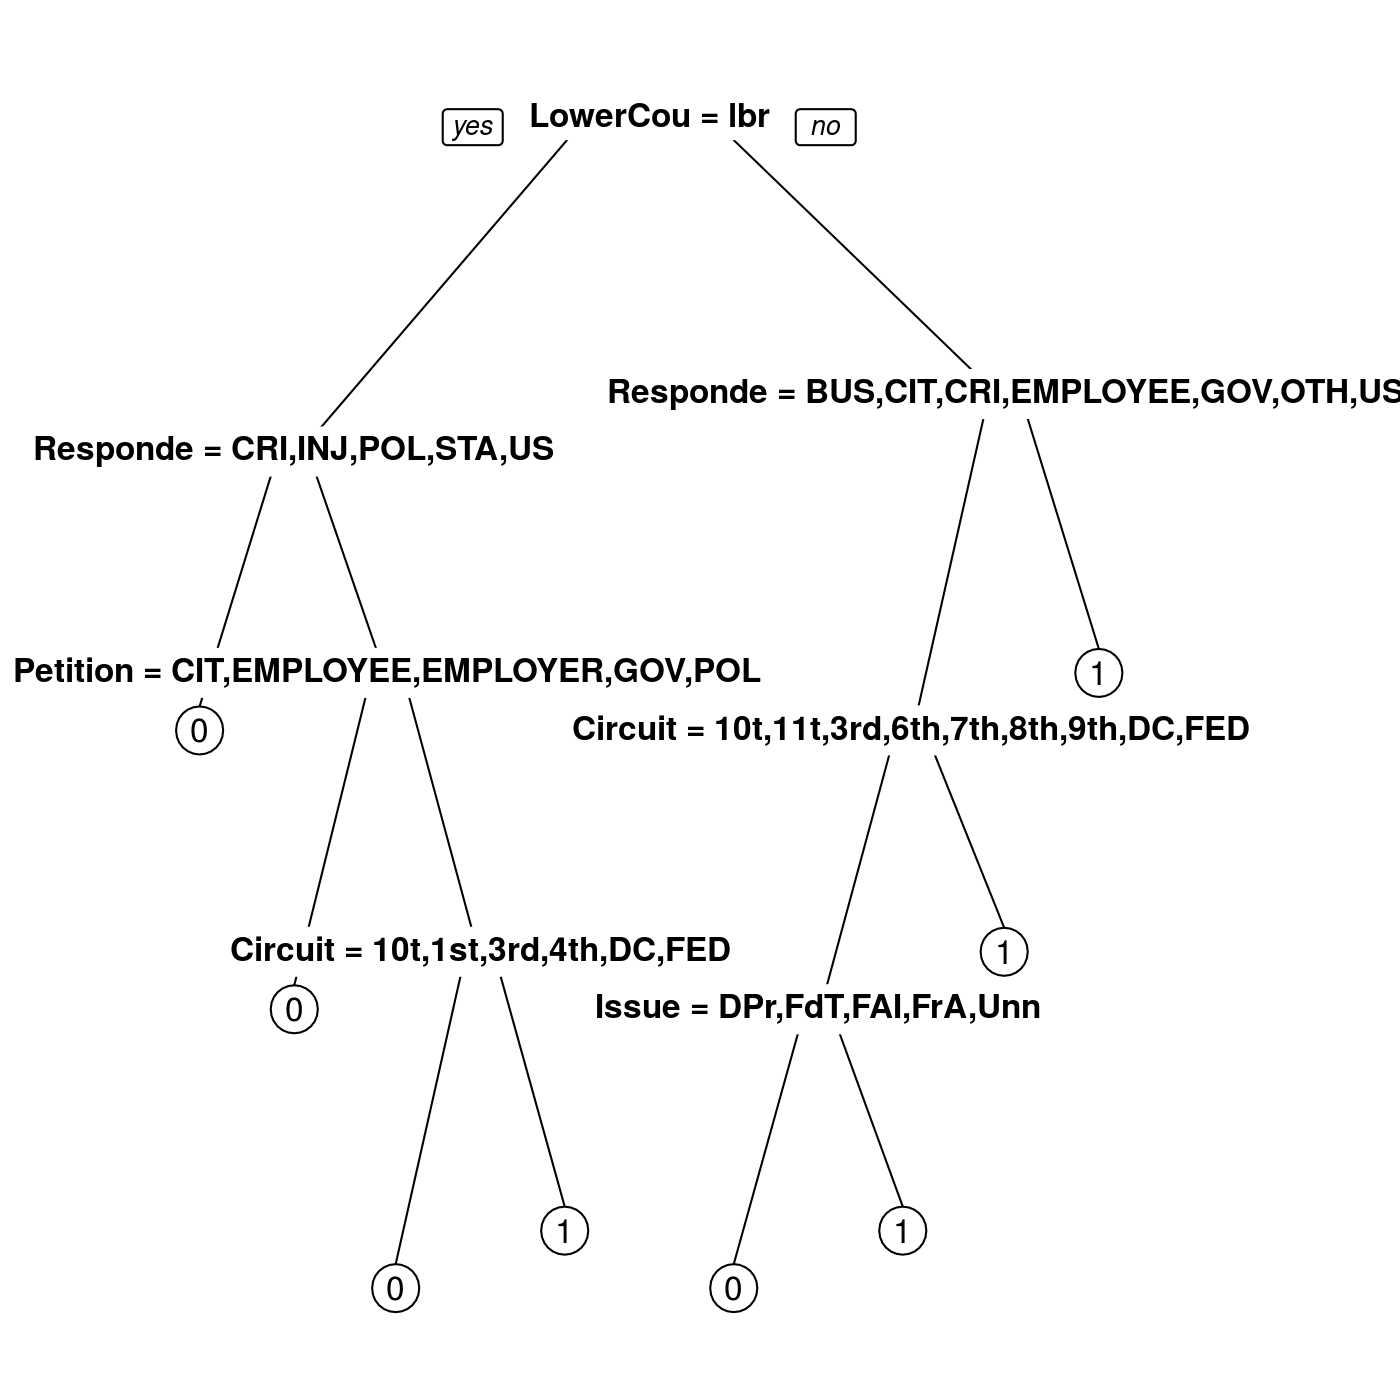 yes LowerCou = lbr no
Responde = BUS,CIT,CRI,EMPLOYEE,GOV,OTH,US
Responde = CRI,INJ,POL,STA,US
Petition = CIT,EMPLOYEE,EMPLOYER,GOV,POL
1
0
Circuit = 10t,11t,3rd,6th,7th,8th,9th,DC,FED
Circuit = 10t,1st,3rd,4th,DC,FED
1
0
Issue = DPr,FdT,FAI,FrA,Unn
1
1
0
0